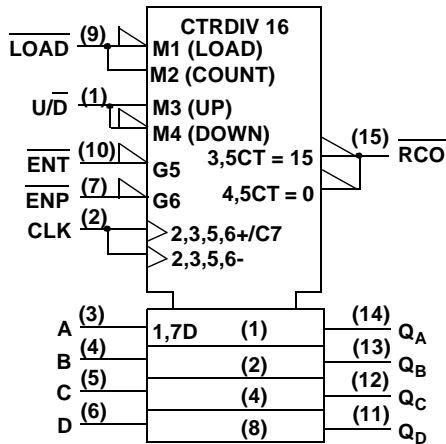 CTRDIV 16
LOAD (9) M1 (LOAD)
M2 (COUNT)
U/D (1) M3 (UP)
M4 (DOWN)
ENT (10) G5
3,5CT = 15 (15) RCO
ENP (7) G6
4,5CT = 0
CLK (2) 2,3,5,6+/C7
2,3,5,6-
A (3) 1,7D (1) (14) QA
B (4) (2) (13) QB
C (5) (4) (12) QC
D (6) (8) (11) QD